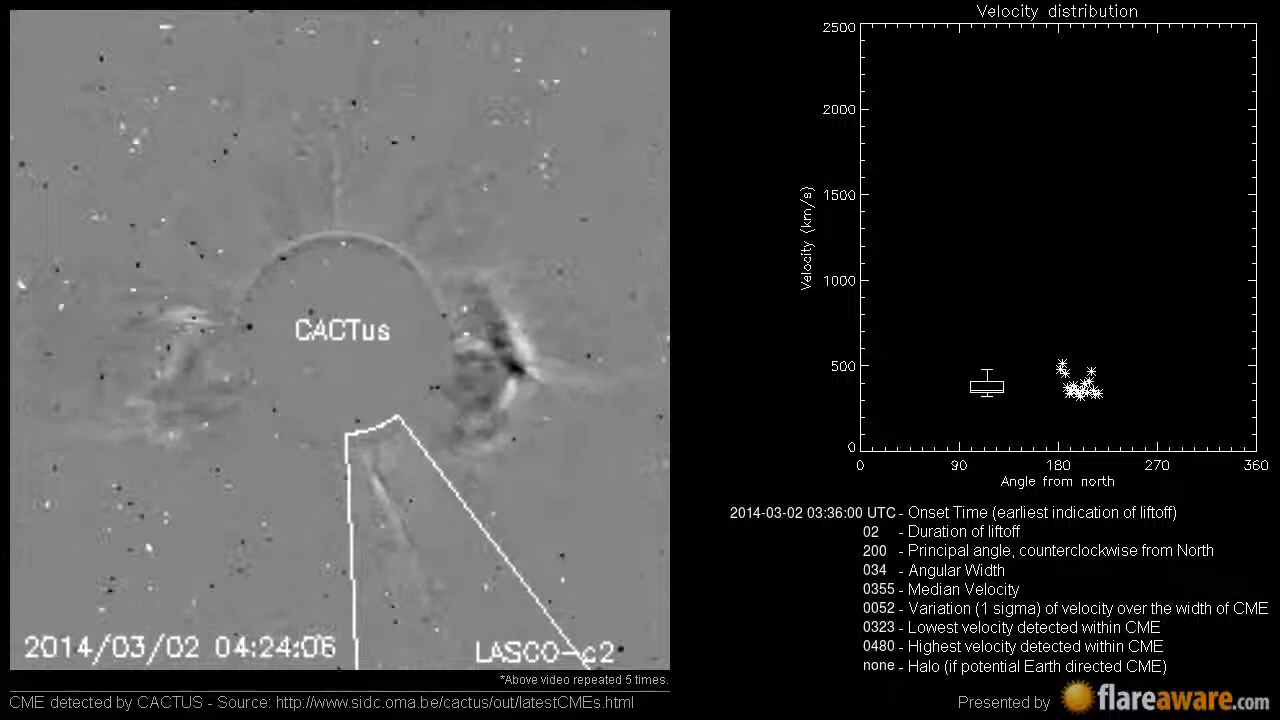 CACTus
2014/03/02 04:24:06
LASCO-c2
*Above video repeated 5 times.
CME detected by CACTUS - Source: http://www.sidc.oma.be/cactus/out/latestCMEs.html
Velocity distribution
2500
2000
1500
1000
500
0
Velocity (km/s)
0 90 180 270 360
Angle from north
2014-03-02 03:36:00 UTC - Onset Time (earliest indication of liftoff)
02 - Duration of liftoff
200 - Principal angle, counterclockwise from North
034 - Angular Width
0355 - Median Velocity
0052 - Variation (1 sigma) of velocity over the width of CME
0323 - Lowest velocity detected within CME
0480 - Highest velocity detected within CME
none - Halo (if potential Earth directed CME)
Presented by flareaware.com